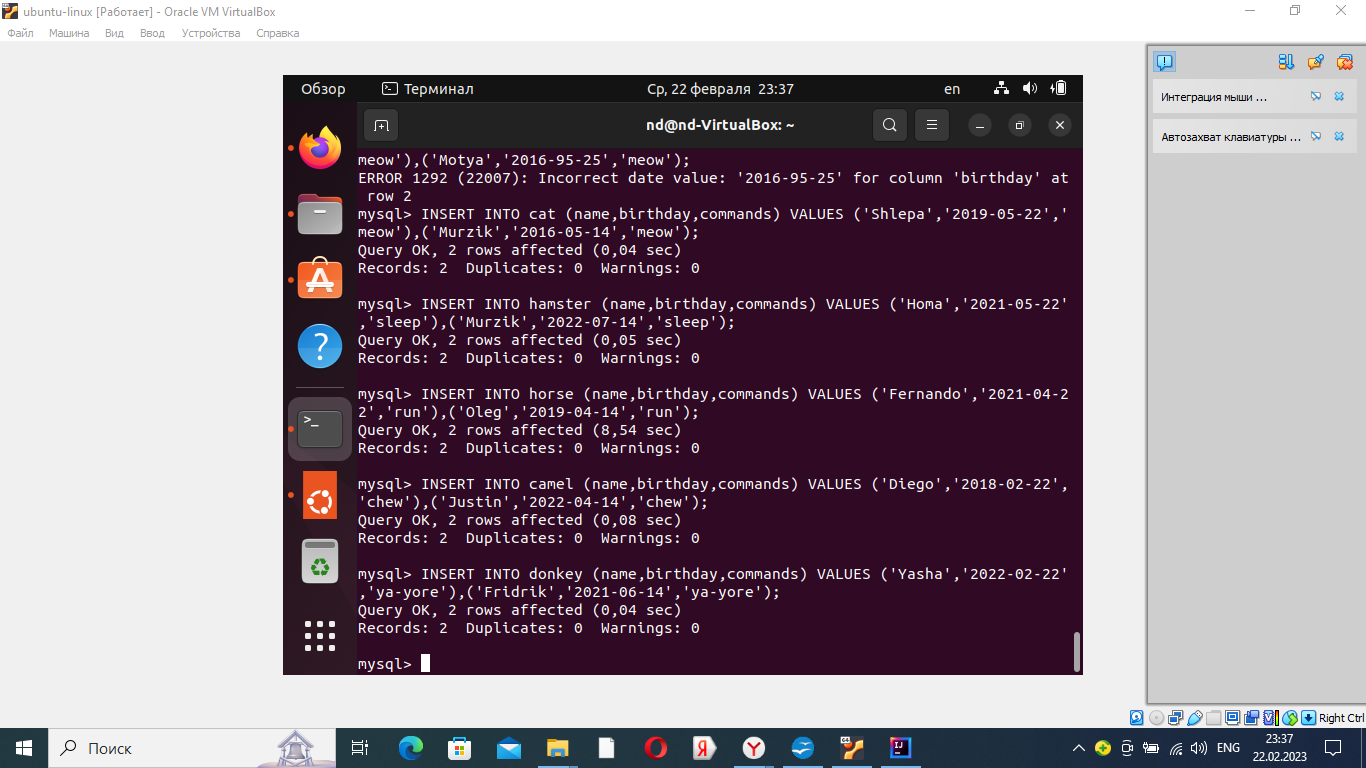 ubuntu-linux [Работает] - Oracle VM VirtualBox
Файл Машина Вид Ввод Устройства Справка
Обзор Терминал Ср, 22 февраля 23:37 en
nd@nd-VirtualBox: ~
meow'),('Motya','2016-95-25','meow');
ERROR 1292 (22007): Incorrect date value: '2016-95-25' for column 'birthday' at
row 2
mysql> INSERT INTO cat (name,birthday,commands) VALUES ('Shlepa','2019-05-22','
meow'),('Murzik','2016-05-14','meow');
Query OK, 2 rows affected (0,04 sec)
Records: 2  Duplicates: 0  Warnings: 0
mysql> INSERT INTO hamster (name,birthday,commands) VALUES ('Homa','2021-05-22'
,'sleep'),('Murzik','2022-07-14','sleep');
Query OK, 2 rows affected (0,05 sec)
Records: 2  Duplicates: 0  Warnings: 0
mysql> INSERT INTO horse (name,birthday,commands) VALUES ('Fernando','2021-04-2
2','run'),('Oleg','2019-04-14','run');
Query OK, 2 rows affected (8,54 sec)
Records: 2  Duplicates: 0  Warnings: 0
mysql> INSERT INTO camel (name,birthday,commands) VALUES ('Diego','2018-02-22',
'chew'),('Justin','2022-04-14','chew');
Query OK, 2 rows affected (0,08 sec)
Records: 2  Duplicates: 0  Warnings: 0
mysql> INSERT INTO donkey (name,birthday,commands) VALUES ('Yasha','2022-02-22'
,'ya-yore'),('Fridrik','2021-06-14','ya-yore');
Query OK, 2 rows affected (0,04 sec)
Records: 2  Duplicates: 0  Warnings: 0
mysql>
Интеграция мыши ...
Автозахват клавиатуры ...
Right Ctrl
Поиск
ENG
23:37
22.02.2023